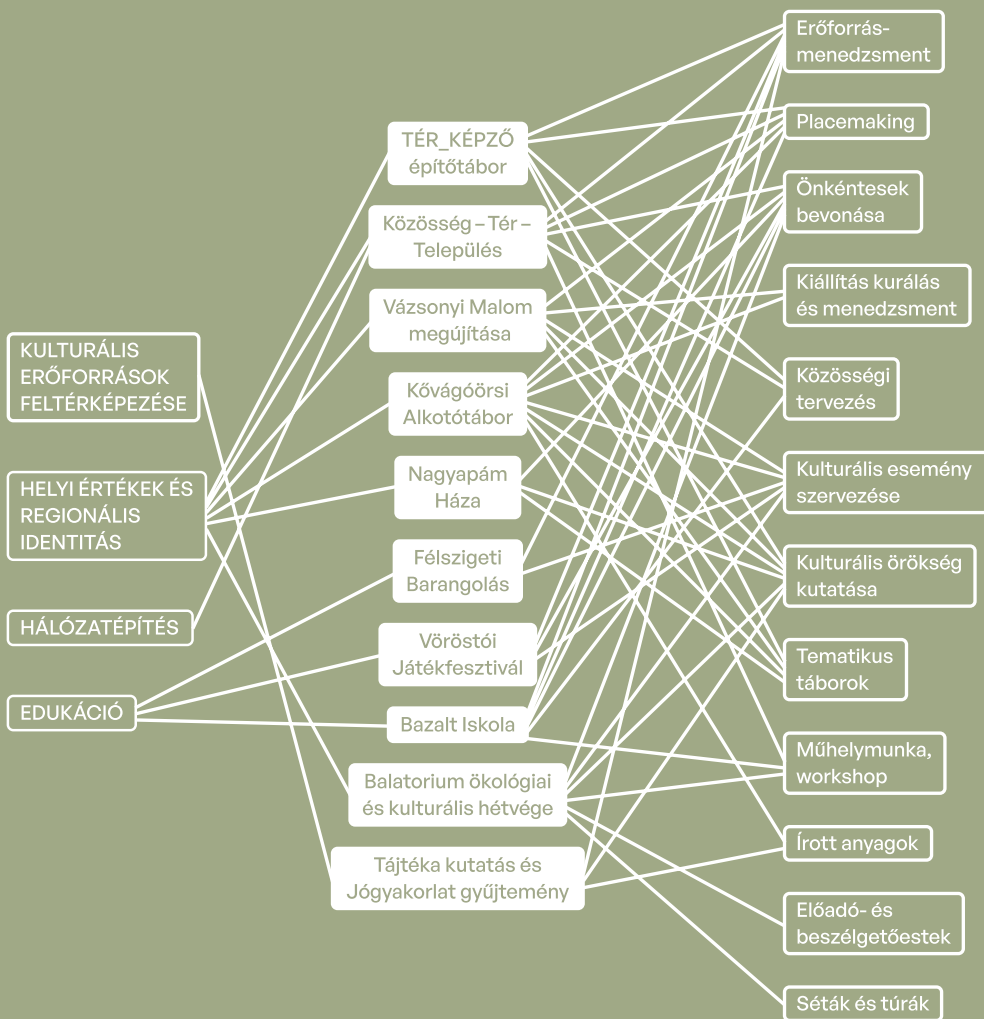 KULTURÁLIS
ERŐFORRÁSOK
FELTÉRKÉPEZÉSE
HELYI ÉRTÉKEK ÉS
REGIONÁLIS
IDENTITÁS
HÁLÓZATÉPÍTÉS
EDUKÁCIÓ
TÉR_KÉPZŐ
építőtábor
Közösség – Tér –
Település
Vázsonyi Malom
megújítása
Kővágóörsi
Alkotótábor
Nagyapám
Háza
Félszigeti
Barangolás
Vöröstói
Játékfesztivál
Bazalt Iskola
Balatorium ökológiai
és kulturális hétvége
Tájtéka kutatás és
Jógyakorlat gyűjtemény
Erőforrás-
menedzsment
Placemaking
Önkéntesek
bevonása
Kiállítás kurálás
és menedzsment
Közösségi
tervezés
Kulturális esemény
szervezése
Kulturális örökség
kutatása
Tematikus
táborok
Műhelymunka,
workshop
Írott anyagok
Előadó- és
beszélgetőestek
Séták és túrák